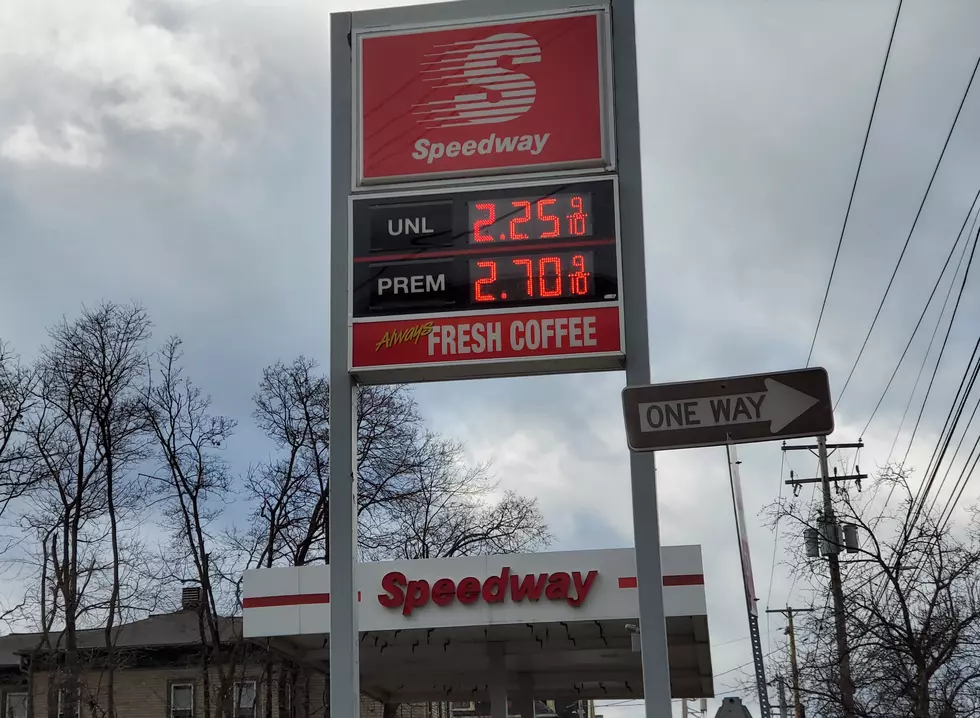 S
Speedway
UNL 2.25 9/10
PREM 2.70 9/10
Always FRESH COFFEE
ONE WAY
Speedway